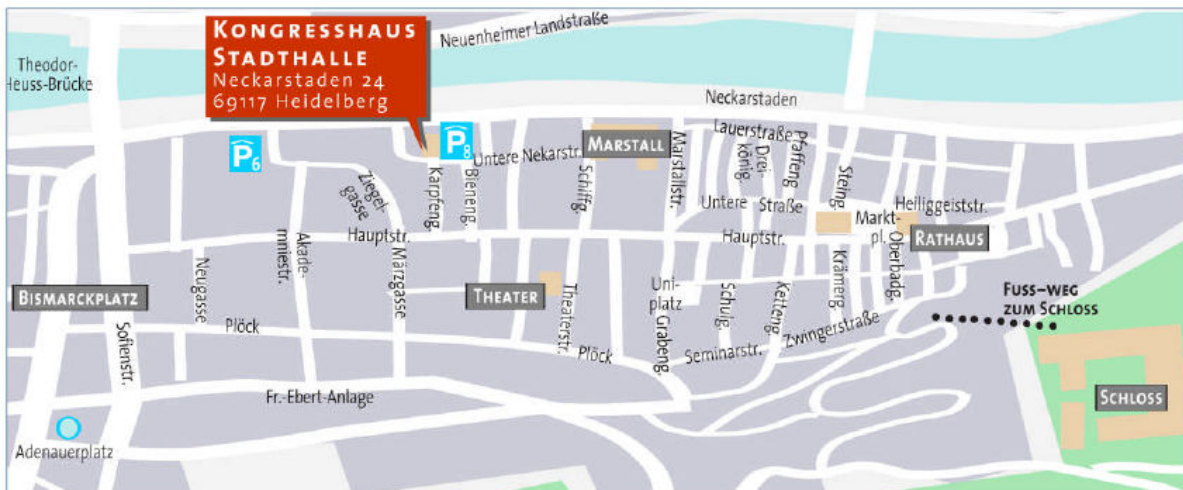 KONGRESSHAUS
STADTHALLE
Neckarstaden 24
69117 Heidelberg
Neuenheimer Landstraße
Theodor-
Heuss-Brücke
Neckarstaden
P6
P8
Untere Nekarstr.
MARSTALL
Marstallstr.
Lauerstraße
Drei-
könig.
Pfaffeng
Steing.
Ziegel-
gasse
Karpfeng.
Bieneng.
Schiffg.
Untere Straße
Markt-
pl.
Heiliggeiststr.
RATHAUS
Hauptstr.
Hauptstr.
Akade-
mniestr.
Märzgasse
Neugasse
BISMARCKPLATZ
Sofienstr.
Plöck
THEATER
Theaterstr.
Plöck
Uni-
platz
Grabeng.
Schulg.
Ketteng.
Krämerg.
Oberbadg.
Seminarstr.
Zwingerstraße
FUSS–WEG
ZUM SCHLOSS
SCHLOSS
Fr.-Ebert-Anlage
Adenauerplatz